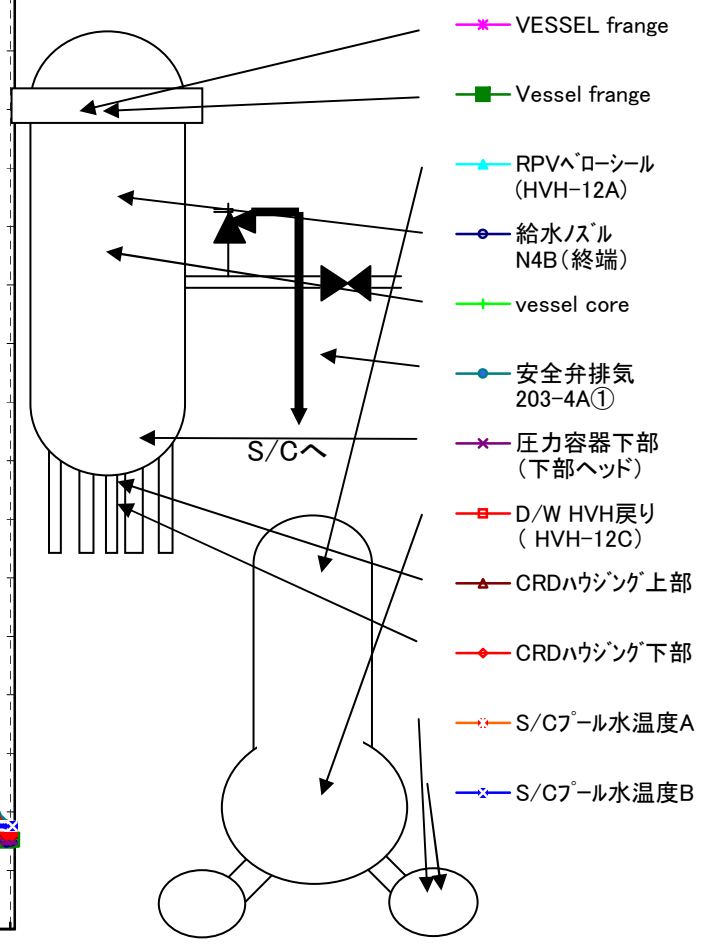 VESSEL frange
Vessel frange
RPVベローシール
(HVH-12A)
給水ノズル
N4B(終端)
vessel core
安全弁排気
203-4A①
圧力容器下部
(下部ヘッド)
D/W HVH戻り
( HVH-12C)
CRDハウジング上部
CRDハウジング下部
S/Cプール水温度A
S/Cプール水温度B
S/Cへ